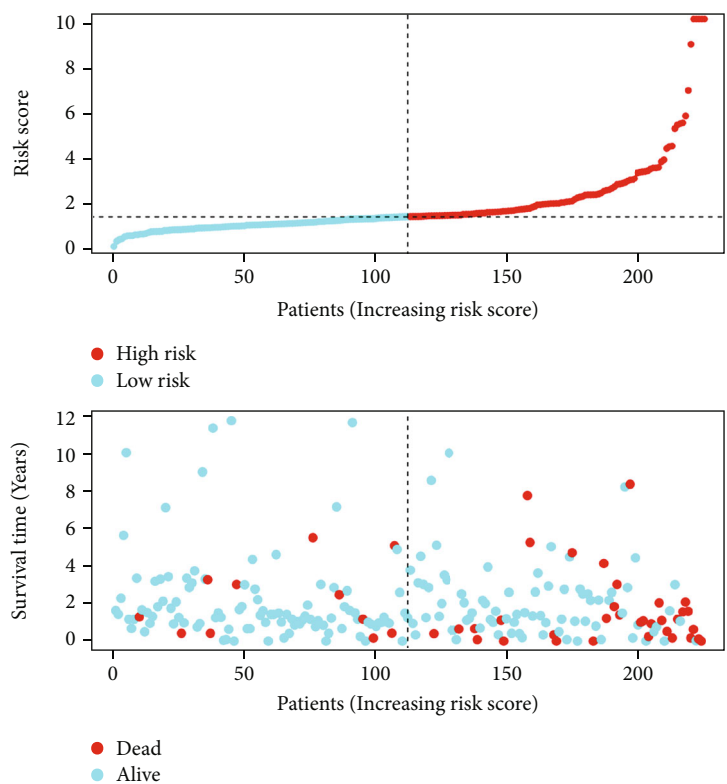 Risk score
10
8
6
4
2
0
0 50 100 150 200
Patients (Increasing risk score)
High risk
Low risk
Survival time (Years)
12
10
8
6
4
2
0
0 50 100 150 200
Patients (Increasing risk score)
Dead
Alive